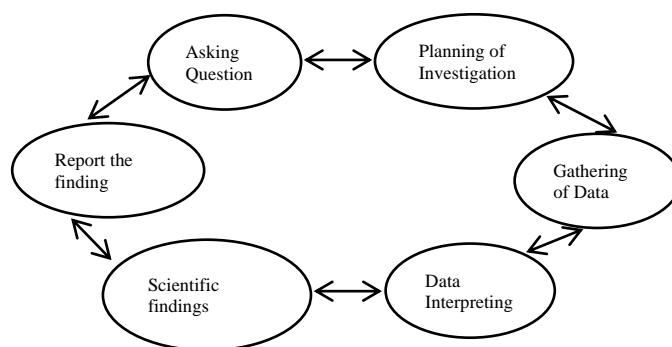 Asking
Question
Planning of
Investigation
Gathering
of Data
Data
Interpreting
Scientific
findings
Report the
finding